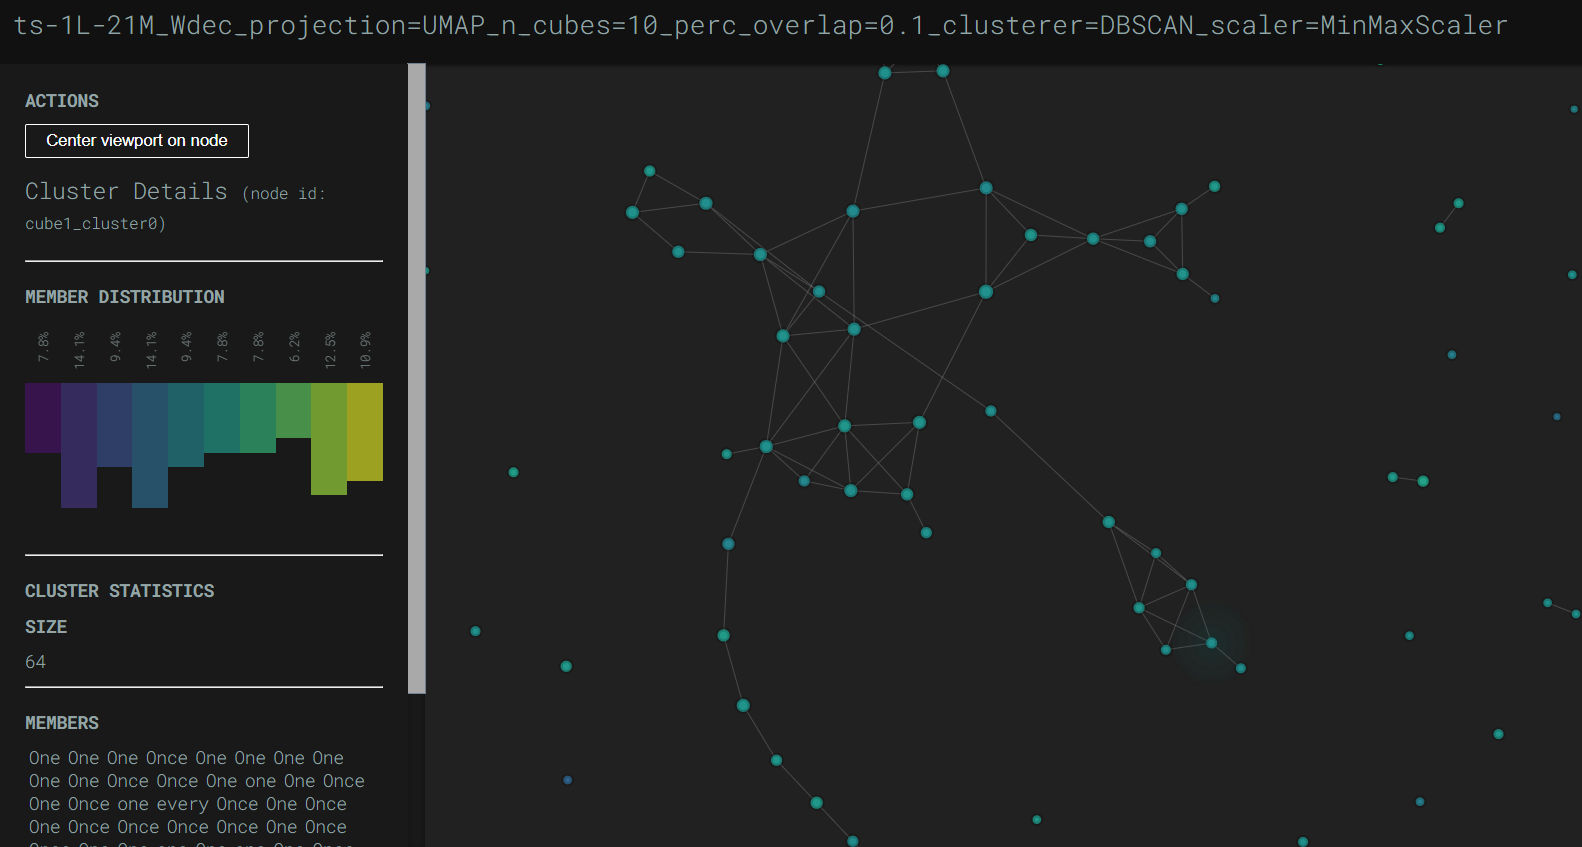 ts-1L-21M_Wdec_projection=UMAP_n_cubes=10_perc_overlap=0.1_clusterer=DBSCAN_scaler=MinMaxScaler
ACTIONS
Center viewport on node
Cluster Details (node id:
cube1_cluster0)
MEMBER DISTRIBUTION
7.8% 14.1% 9.4% 14.1% 9.4% 7.8% 7.8% 6.2% 12.5% 10.9%
CLUSTER STATISTICS
SIZE
64
MEMBERS
One One One Once One One One One
One One Once Once One one One Once
One Once one every Once One Once
One Once Once Once Once One Once